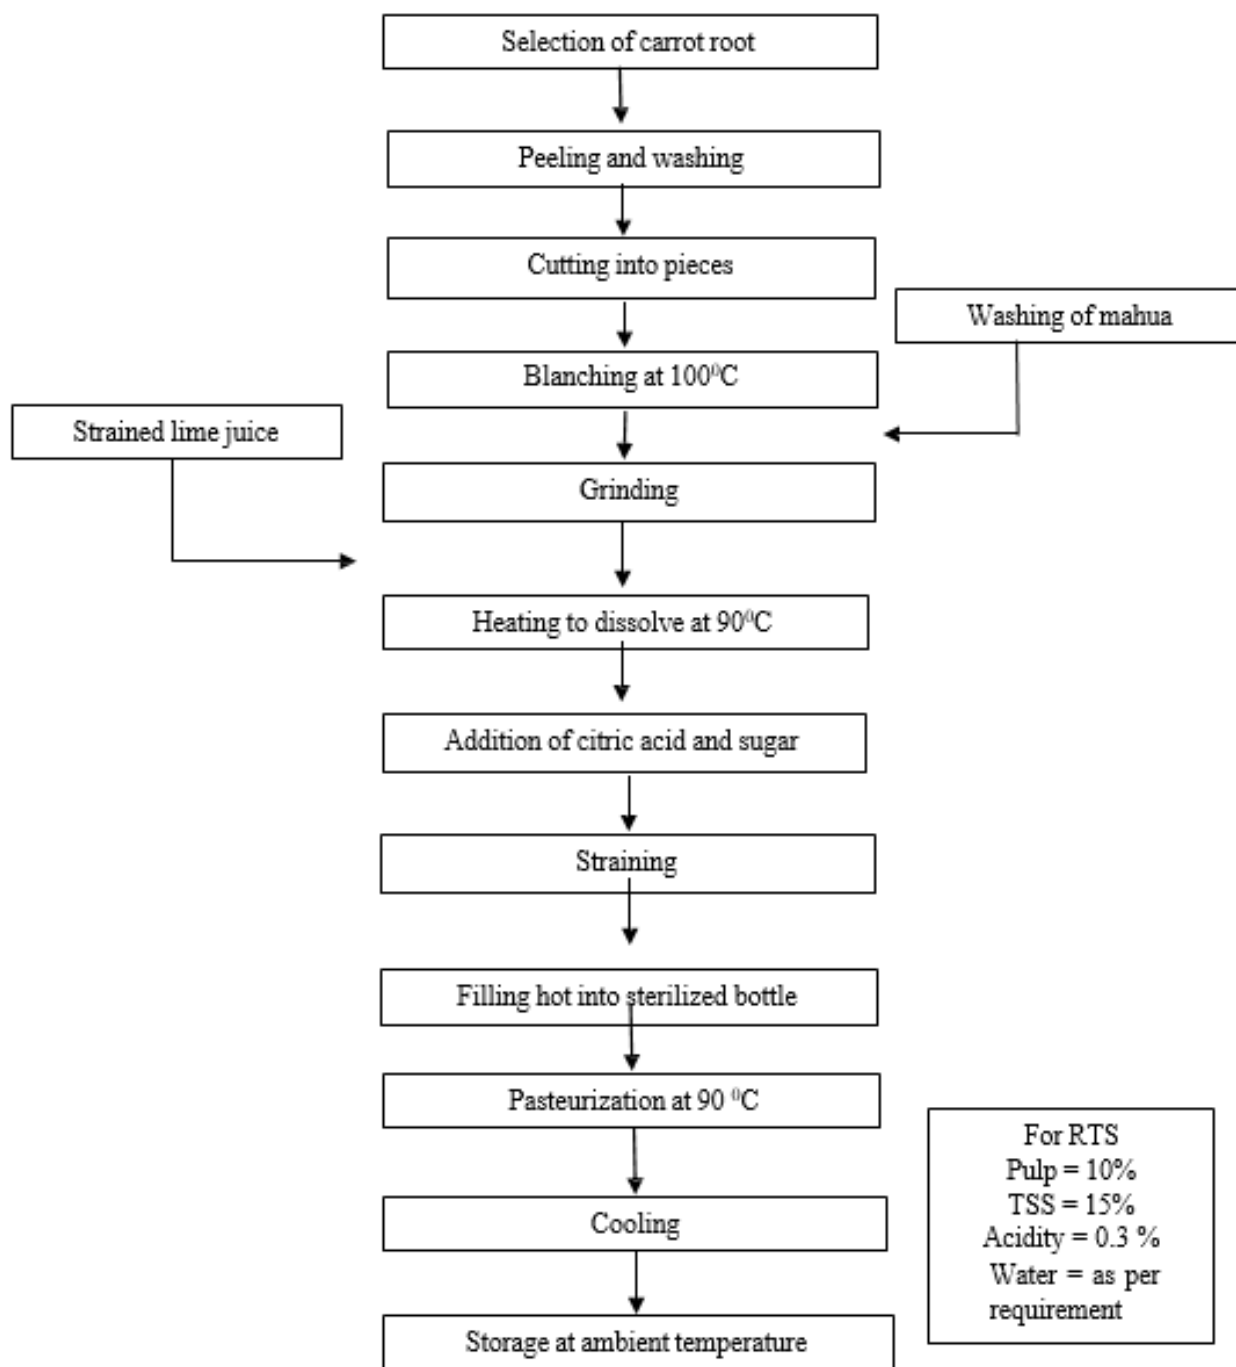 Selection of carrot root
Peeling and washing
Cutting into pieces
Washing of mahua
Blanching at 100⁰C
Strained lime juice
Grinding
Heating to dissolve at 90⁰C
Addition of citric acid and sugar
Straining
Filling hot into sterilized bottle
Pasteurization at 90 ⁰C
Cooling
Storage at ambient temperature
For RTS
Pulp = 10%
TSS = 15%
Acidity = 0.3 %
Water = as per
requirement